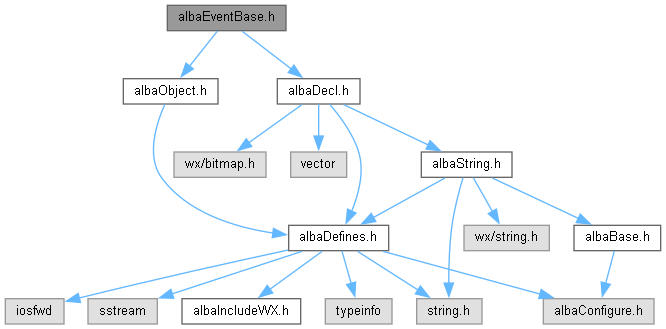 albaEventBase.h
albaObject.h
albaDecl.h
wx/bitmap.h
vector
albaString.h
albaDefines.h
wx/string.h
albaBase.h
iosfwd
sstream
albaIncludeWX.h
typeinfo
string.h
albaConfigure.h